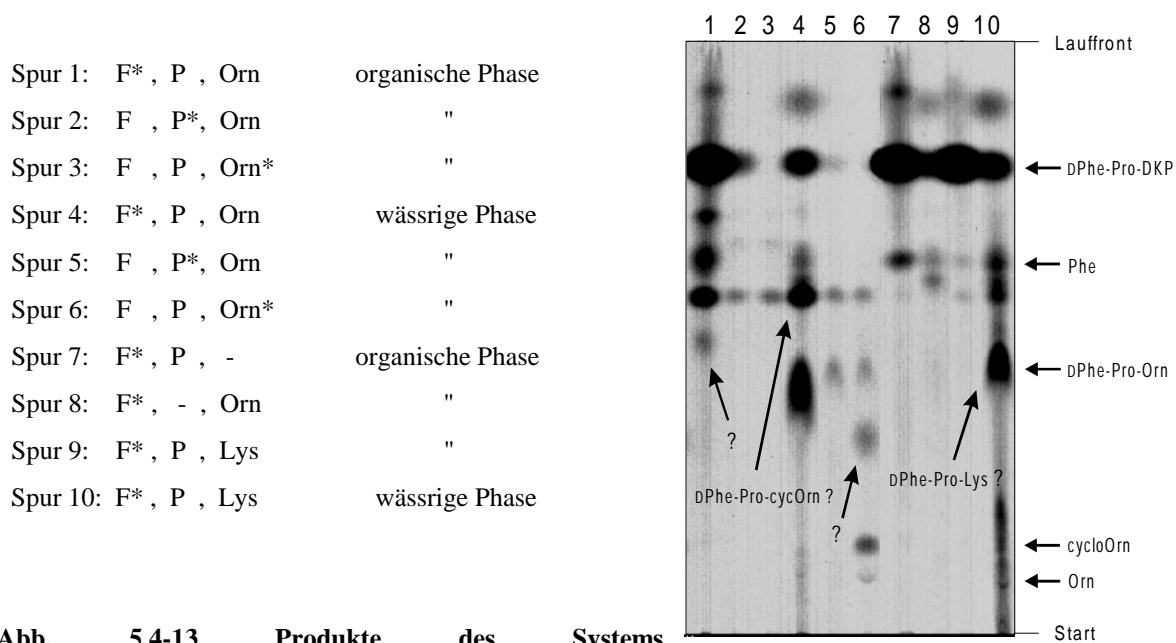 Spur 1: F* , P , Orn organische Phase
Spur 2: F , P*, Orn "
Spur 3: F , P , Orn* "
Spur 4: F* , P , Orn wässrige Phase
Spur 5: F , P*, Orn "
Spur 6: F , P , Orn* "
Spur 7: F* , P , - organische Phase
Spur 8: F* , - , Orn "
Spur 9: F* , P , Lys "
Spur 10: F* , P , Lys wässrige Phase
1 2 3 4 5 6 7 8 9 10
Lauffront
DPhe-Pro-DKP
Phe
DPhe-Pro-Orn
?
DPhe-Pro-Lys ?
DPhe-Pro-cycOrn ?
?
cycloOrn
Orn
Start
Abb 5.4-13 Produkte des Systems